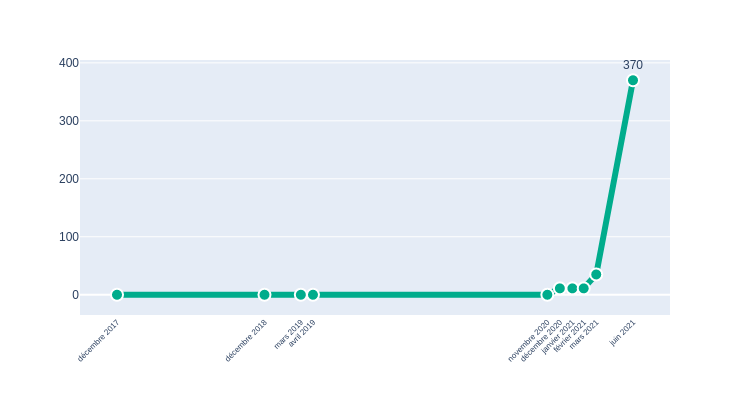 400
370
300
200
100
0
décembre 2017
décembre 2018
mars 2019
avril 2019
novembre 2020
décembre 2020
janvier 2021
février 2021
mars 2021
juin 2021